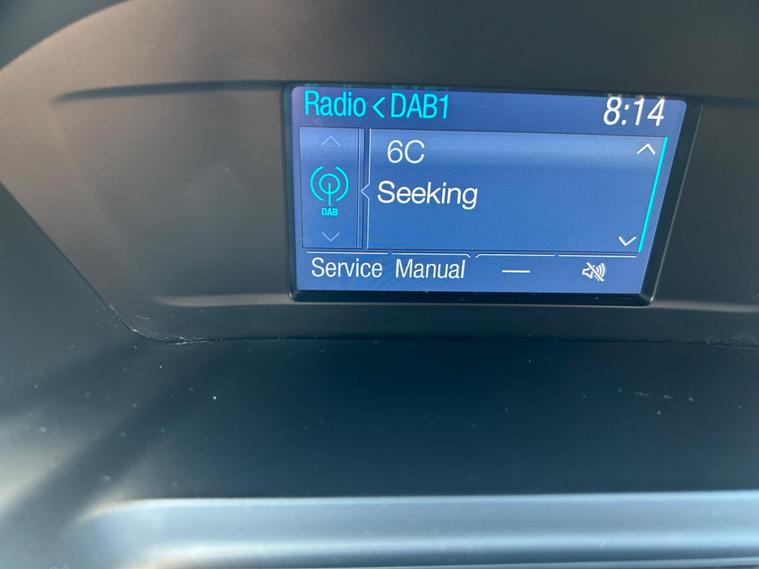 Radio < DAB1 8:14
6C
DAB
Seeking
Service Manual —